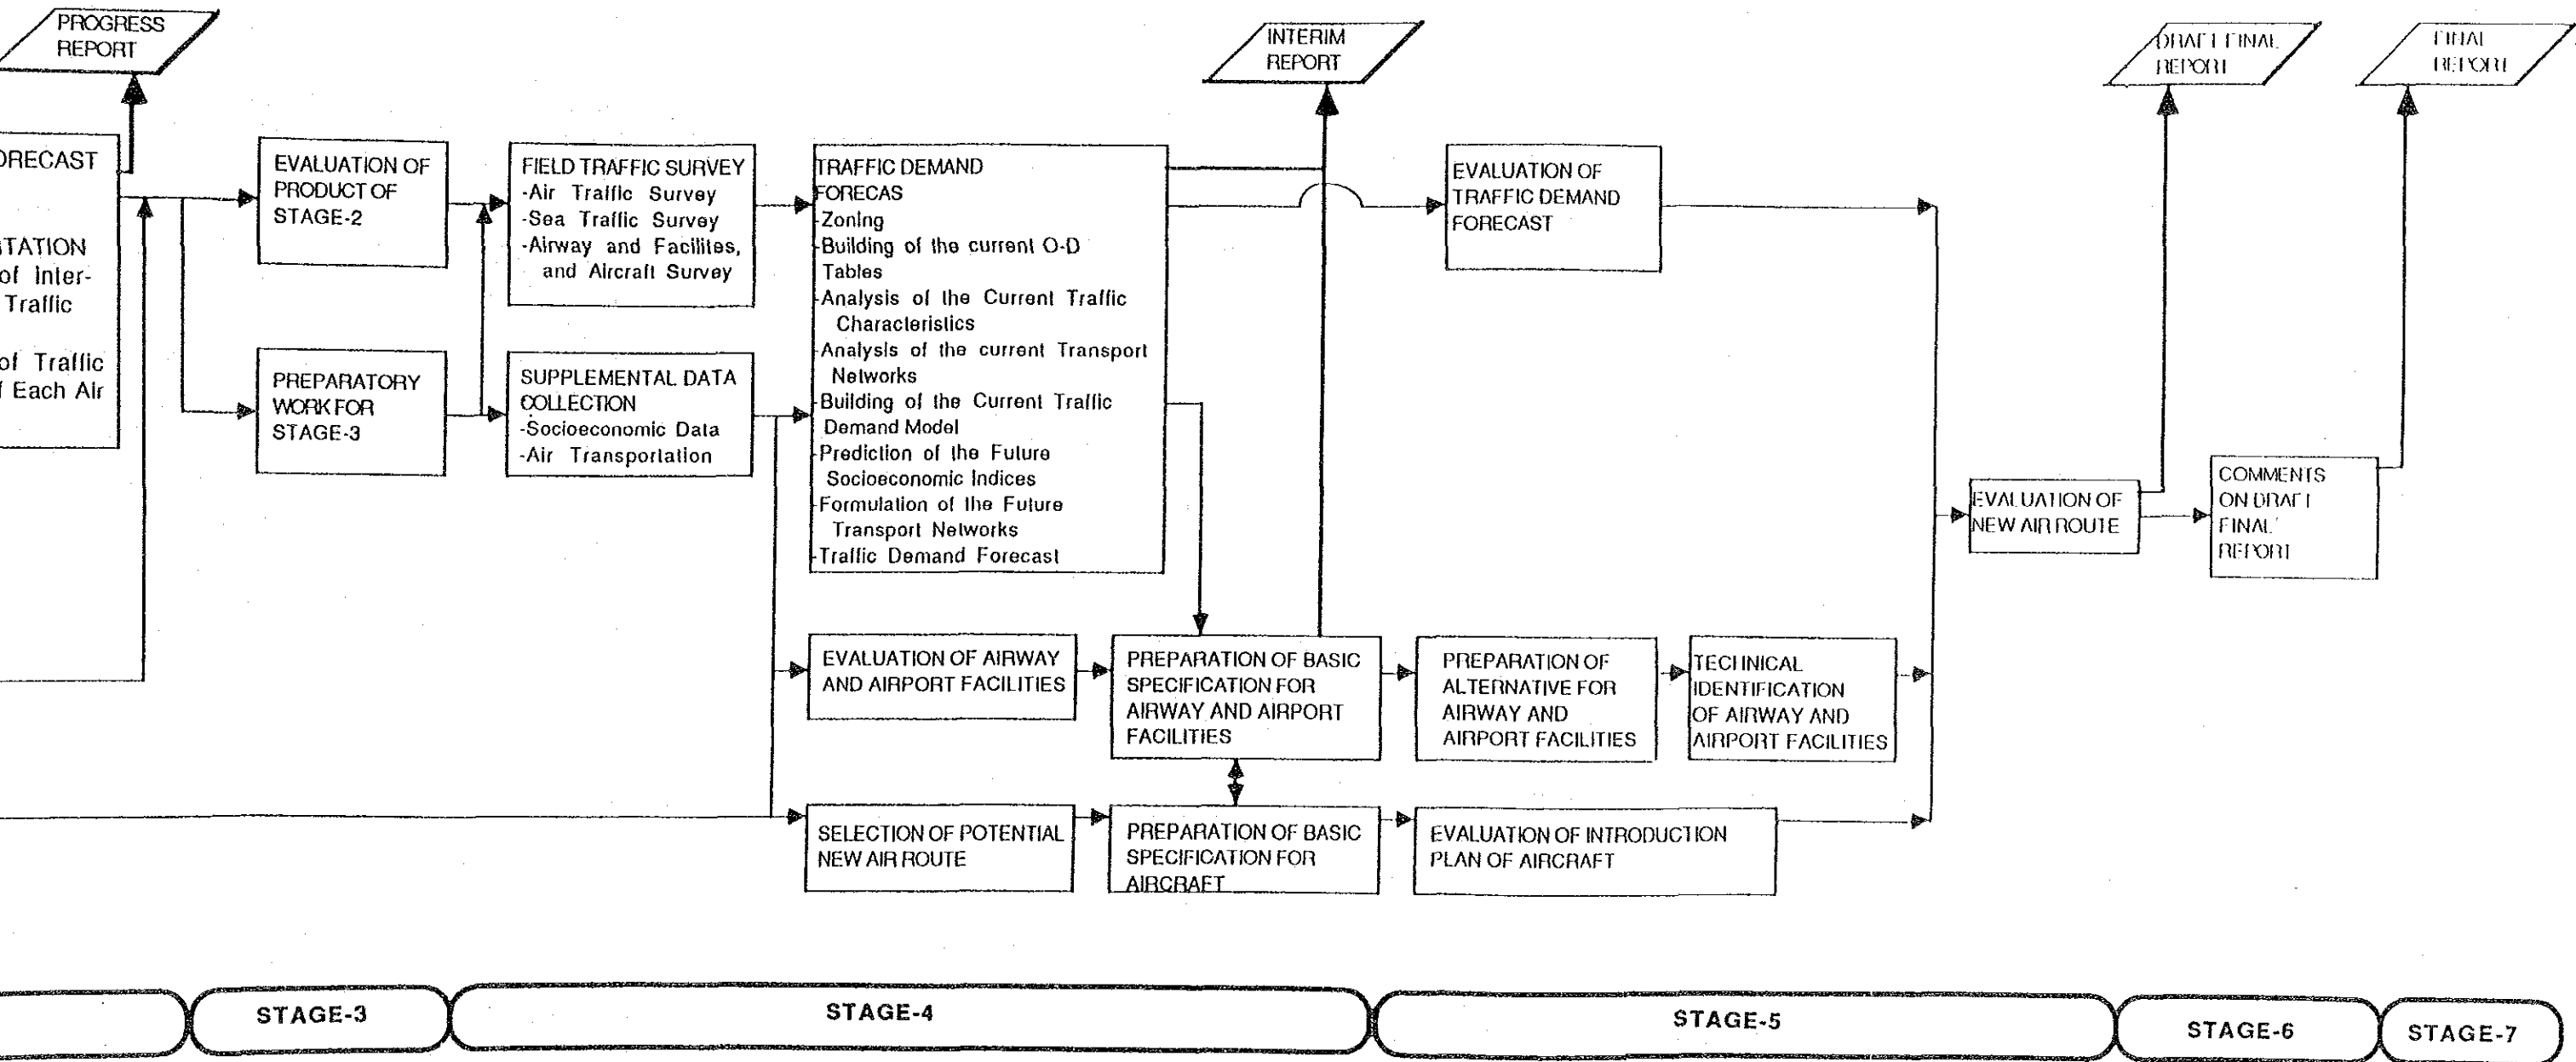 PROGRESS
REPORT
INTERIM
REPORT
DRAFT FINAL
REPORT
FINAL
REPORT
ORECAST
TATION
of Inter-
Traffic
of Traffic
f Each Air
EVALUATION OF
PRODUCT OF
STAGE-2
PREPARATORY
WORK FOR
STAGE-3
FIELD TRAFFIC SURVEY
-Air Traffic Survey
-Sea Traffic Survey
-Airway and Facilites,
and Aircraft Survey
SUPPLEMENTAL DATA
COLLECTION
-Socioeconomic Data
-Air Transportation
TRAFFIC DEMAND
FORECAS
-Zoning
-Building of the current O-D
Tables
-Analysis of the Current Traffic
Characteristics
-Analysis of the current Transport
Networks
-Building of the Current Traffic
Demand Model
-Prediction of the Future
Socioeconomic Indices
-Formulation of the Future
Transport Networks
-Traffic Demand Forecast
EVALUATION OF
TRAFFIC DEMAND
FORECAST
EVALUATION OF AIRWAY
AND AIRPORT FACILITIES
PREPARATION OF BASIC
SPECIFICATION FOR
AIRWAY AND AIRPORT
FACILITIES
PREPARATION OF
ALTERNATIVE FOR
AIRWAY AND
AIRPORT FACILITIES
TECHNICAL
IDENTIFICATION
OF AIRWAY AND
AIRPORT FACILITIES
SELECTION OF POTENTIAL
NEW AIR ROUTE
PREPARATION OF BASIC
SPECIFICATION FOR
AIRCRAFT
EVALUATION OF INTRODUCTION
PLAN OF AIRCRAFT
EVALUATION OF
NEW AIR ROUTE
COMMENTS
ON DRAFT
FINAL
REPORT
STAGE-3
STAGE-4
STAGE-5
STAGE-6
STAGE-7